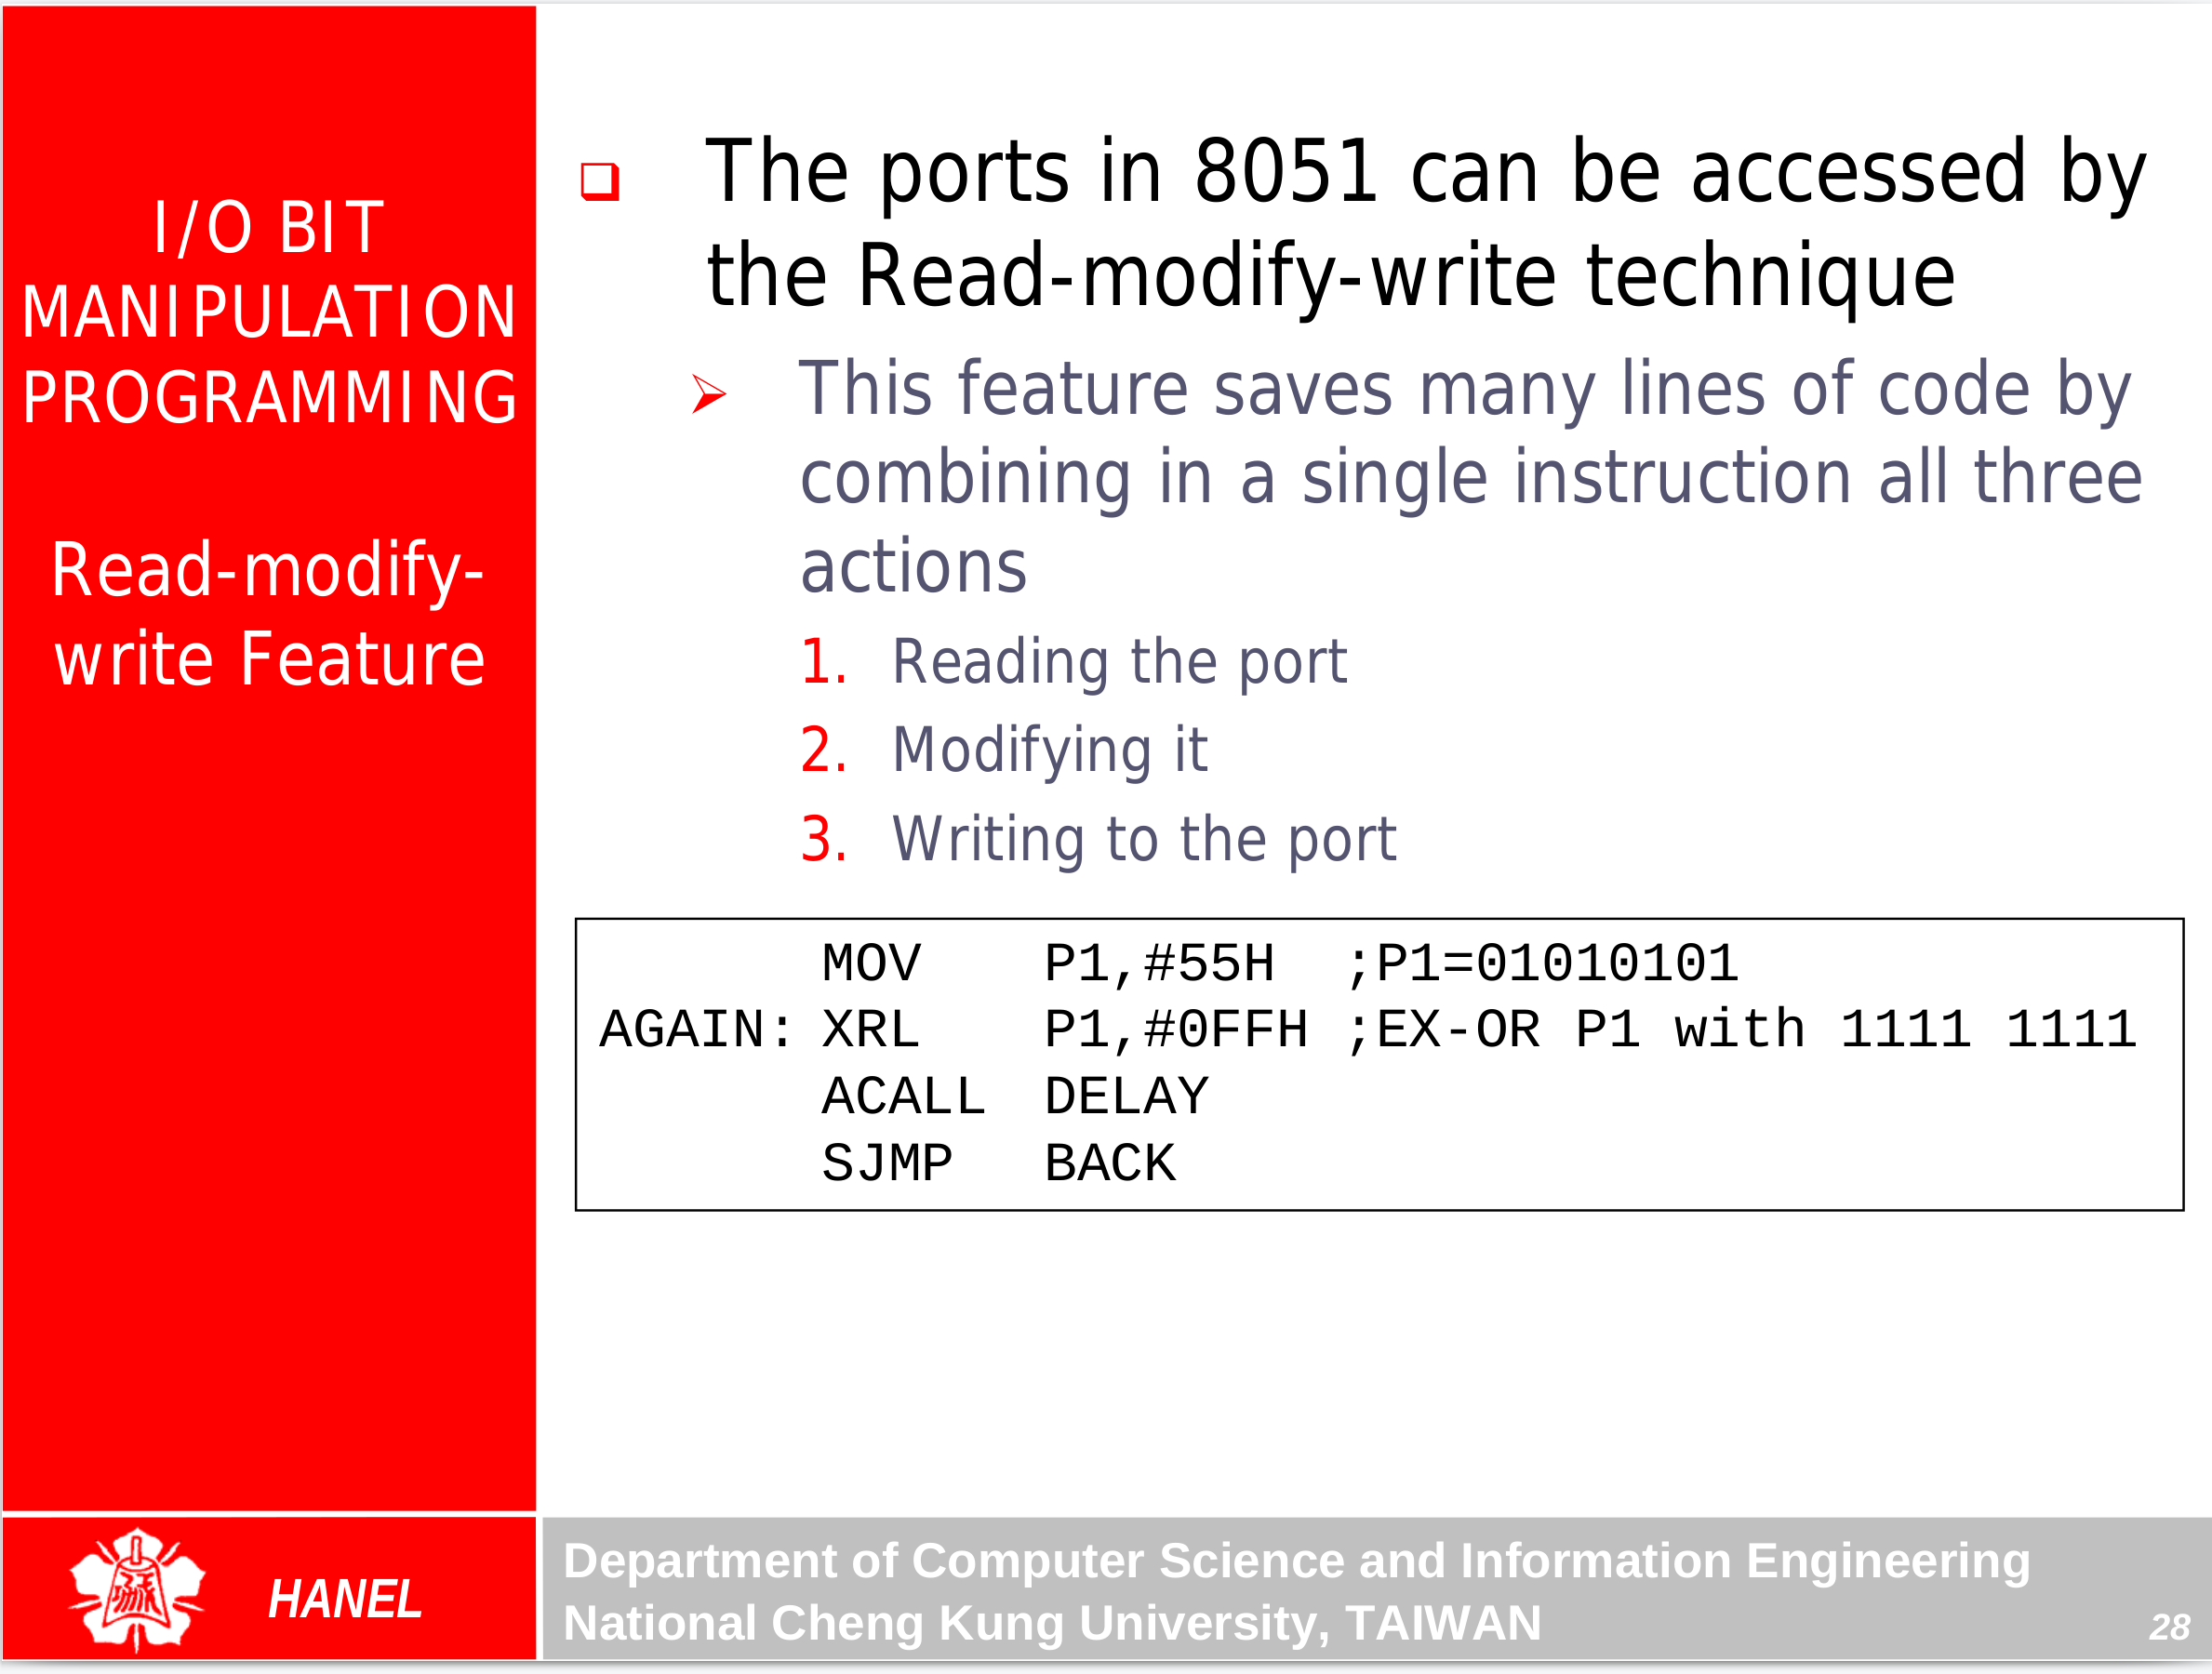 I/O BIT
MANIPULATION
PROGRAMMING
Read-modify-
write Feature
The ports in 8051 can be accessed by
the Read-modify-write technique
This feature saves many lines of code by
combining in a single instruction all three
actions
1. Reading the port
2. Modifying it
3. Writing to the port
MOV P1,#55H ;P1=01010101
AGAIN: XRL P1,#0FFH ;EX-OR P1 with 1111 1111
ACALL DELAY
SJMP BACK
HANEL
Department of Computer Science and Information Engineering
National Cheng Kung University, TAIWAN
28